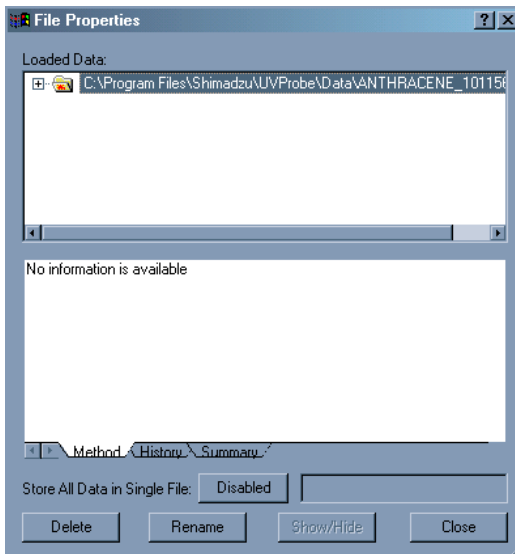 File Properties
Loaded Data:
C:\Program Files\Shimadzu\UVProbe\Data\ANTHRACENE_101156
No information is available
Method History Summary
Store All Data in Single File: Disabled
Delete Rename Show/Hide Close